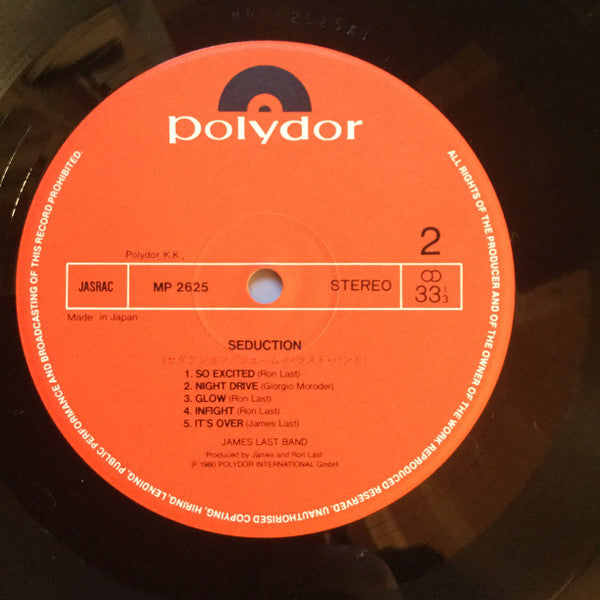 MP 2625
polydor
ALL RIGHTS OF THE PRODUCER AND OF THE OWNER OF THE WORK REPRODUCED RESERVED. UNAUTHORISED COPYING, HIRING, LENDING, PUBLIC PERFORMANCE AND BROADCASTING OF THIS RECORD PROHIBITED.
2
Polydor K.K.,
JASRAC MP 2625 STEREO 33 1/3
Made in Japan
SEDUCTION
(セダクション/ジェームス・ラスト・バンド)
1. SO EXCITED (Ron Last)
2. NIGHT DRIVE (Giorgio Moroder)
3. GLOW (Ron Last)
4. INFIGHT (Ron Last)
5. IT'S OVER (James Last)
JAMES LAST BAND
Produced by James and Ron Last
Ⓟ 1980 POLYDOR INTERNATIONAL GmbH